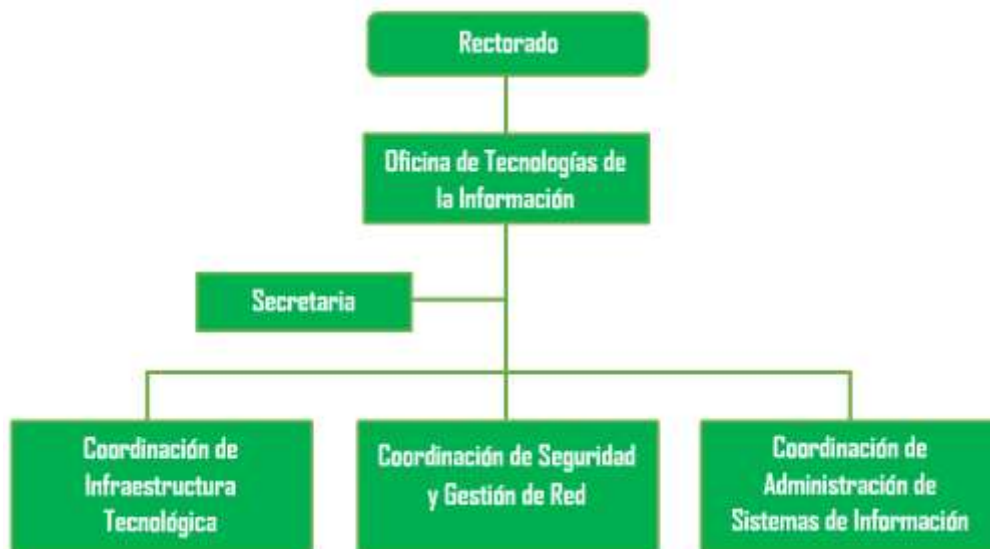 Rectorado
Oficina de Tecnologías de
la Información
Secretaria
Coordinación de
Infraestructura
Tecnológica
Coordinación de Seguridad
y Gestión de Red
Coordinación de
Administración de
Sistemas de Información